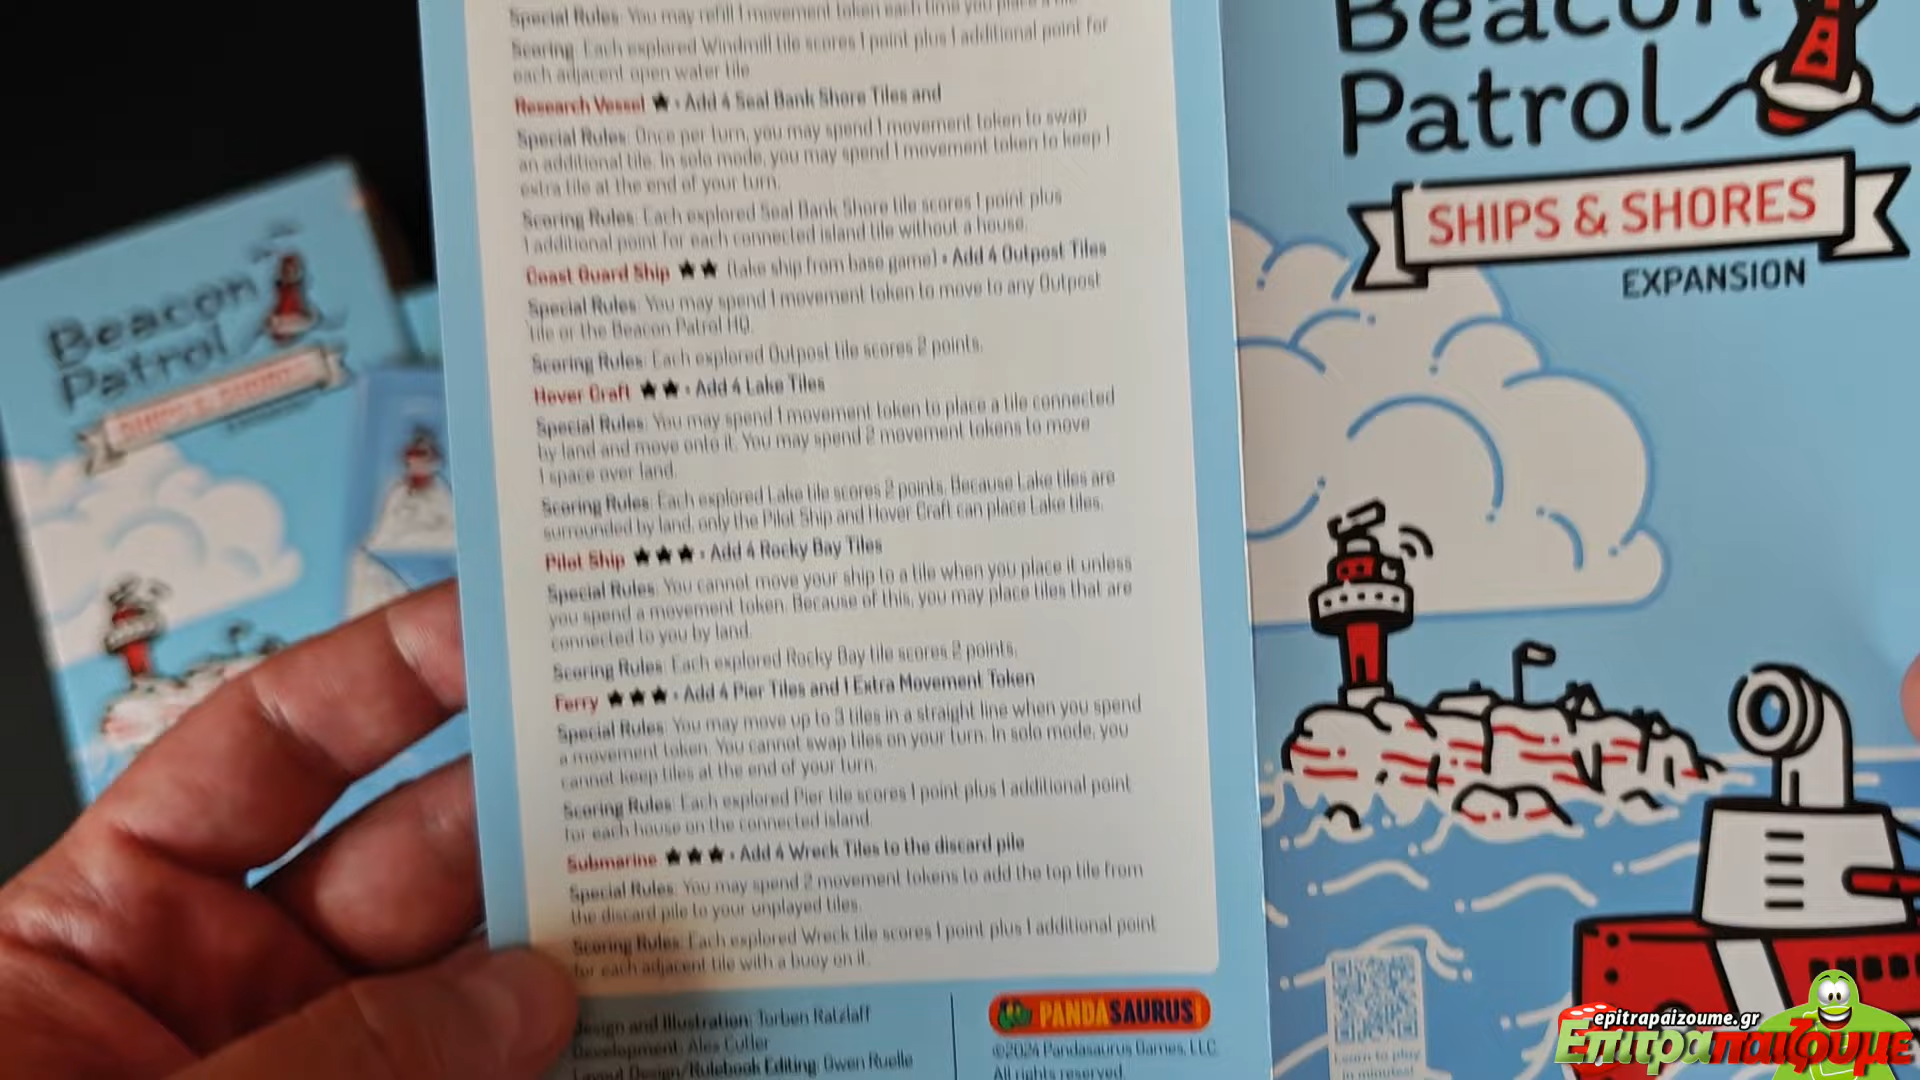 Special Rules: You may refill 1 movement token each time you place a tile
Scoring: Each explored Windmill tile scores 1 point plus 1 additional point for
each adjacent open water tile.
Research Vessel ★ • Add 4 Seal Bank Shore Tiles and
Special Rules: Once per turn, you may spend 1 movement token to swap
an additional tile. In solo mode, you may spend 1 movement token to keep 1
extra tile at the end of your turn.
Scoring Rules: Each explored Seal Bank Shore tile scores 1 point plus
1 additional point for each connected island tile without a house.
Coast Guard Ship ★★ (take ship from base game) • Add 4 Outpost Tiles
Special Rules: You may spend 1 movement token to move to any Outpost
tile or the Beacon Patrol HQ.
Scoring Rules: Each explored Outpost tile scores 2 points.
Hover Craft ★★ • Add 4 Lake Tiles
Special Rules: You may spend 1 movement token to place a tile connected
by land and move onto it. You may spend 2 movement tokens to move
1 space over land.
Scoring Rules: Each explored Lake tile scores 2 points. Because Lake tiles are
surrounded by land, only the Pilot Ship and Hover Craft can place Lake tiles.
Pilot Ship ★★★ • Add 4 Rocky Bay Tiles
Special Rules: You cannot move your ship to a tile when you place it unless
you spend a movement token. Because of this, you may place tiles that are
connected to you by land.
Scoring Rules: Each explored Rocky Bay tile scores 2 points.
Ferry ★★★ • Add 4 Pier Tiles and 1 Extra Movement Token
Special Rules: You may move up to 3 tiles in a straight line when you spend
a movement token. You cannot swap tiles on your turn. In solo mode, you
cannot keep tiles at the end of your turn.
Scoring Rules: Each explored Pier tile scores 1 point plus 1 additional point
for each house on the connected island.
Submarine ★★★ • Add 4 Wreck Tiles to the discard pile
Special Rules: You may spend 2 movement tokens to add the top tile from
the discard pile to your unplayed tiles.
Scoring Rules: Each explored Wreck tile scores 1 point plus 1 additional point
for each adjacent tile with a buoy on it.
Design and Illustration: Torben Ratzlaff
Development: Alex Cutler
Layout Design/Rulebook Editing: Gwen Ruelle
PANDASAURUS
©2024 Pandasaurus Games, LLC.
All rights reserved.
Beacon
Patrol
SHIPS & SHORES
EXPANSION
Learn to play
in minutes!
Beacon
Patrol
SHIPS & SHORES
epitrapaizoume.gr
Επιτραπαίζουμε